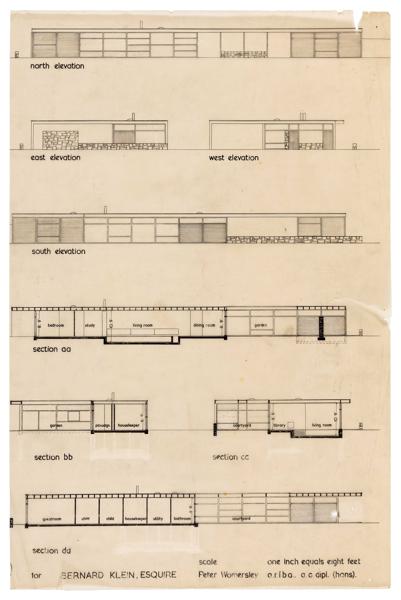 north elevation
east elevation
west elevation
south elevation
bedroom study living room dining room garden
section aa
garden passage housekeeper courtyard library living room
section bb
section cc
guestroom child child housekeeper utility bathroom courtyard
section dd
scale one inch equals eight feet
for BERNARD KLEIN, ESQUIRE Peter Womersley a.r.i.b.a. a.a. dipl. (hons).